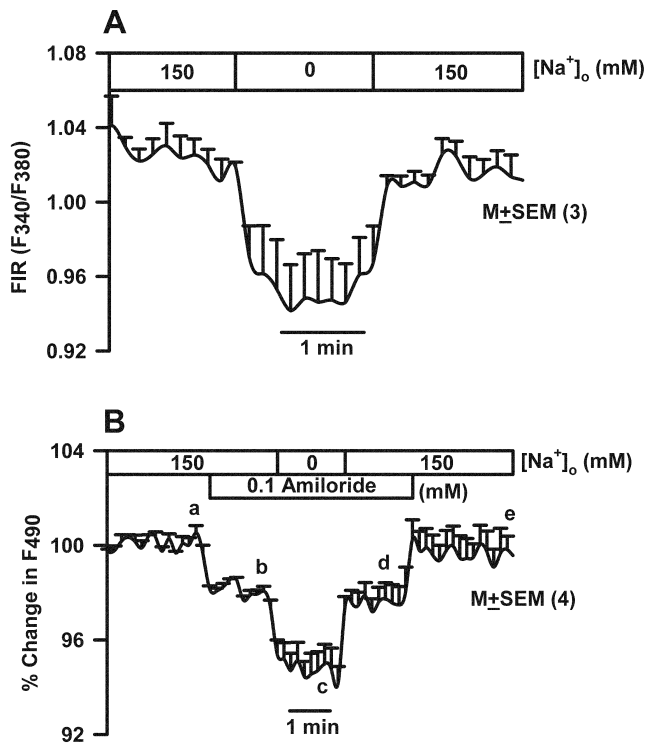 A
1.08
150 0 150 [Na+]o (mM)
1.04
1.00
M±SEM (3)
0.96
0.92
1 min
FIR (F340/F380)
B
104
150 0 150 [Na+]o (mM)
0.1 Amiloride (mM)
a e
100
b d
M±SEM (4)
96
c
1 min
92
% Change in F490